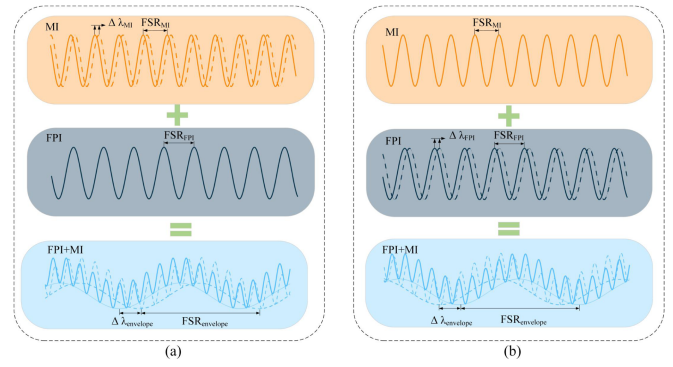 MI
Δ λMI
FSRMI
+
FPI
FSRFPI
=
FPI+MI
Δ λenvelope
FSRenvelope
(a)
MI
FSRMI
+
FPI
Δ λFPI
FSRFPI
=
FPI+MI
Δ λenvelope
FSRenvelope
(b)